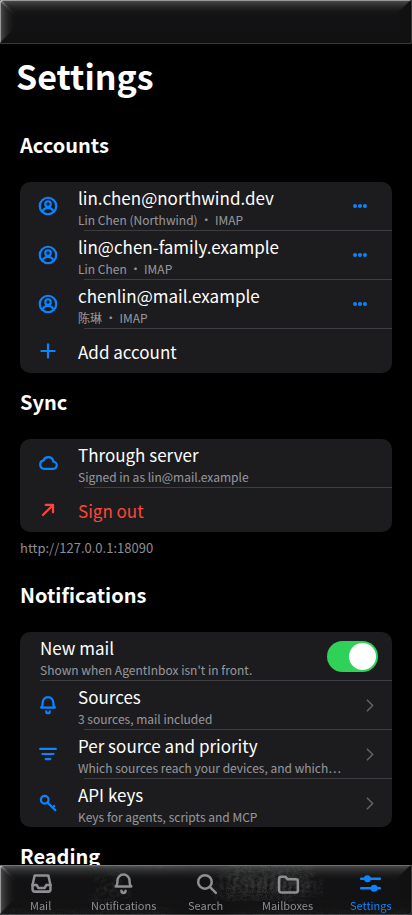 Settings
Accounts
lin.chen@northwind.dev
Lin Chen (Northwind) · IMAP
lin@chen-family.example
Lin Chen · IMAP
chenlin@mail.example
陈琳 · IMAP
Add account
Sync
Through server
Signed in as lin@mail.example
Sign out
http://127.0.0.1:18090
Notifications
New mail
Shown when AgentInbox isn't in front.
Sources
3 sources, mail included
Per source and priority
Which sources reach your devices, and which…
API keys
Keys for agents, scripts and MCP
Reading
Mail
Notifications
Search
Mailboxes
Settings